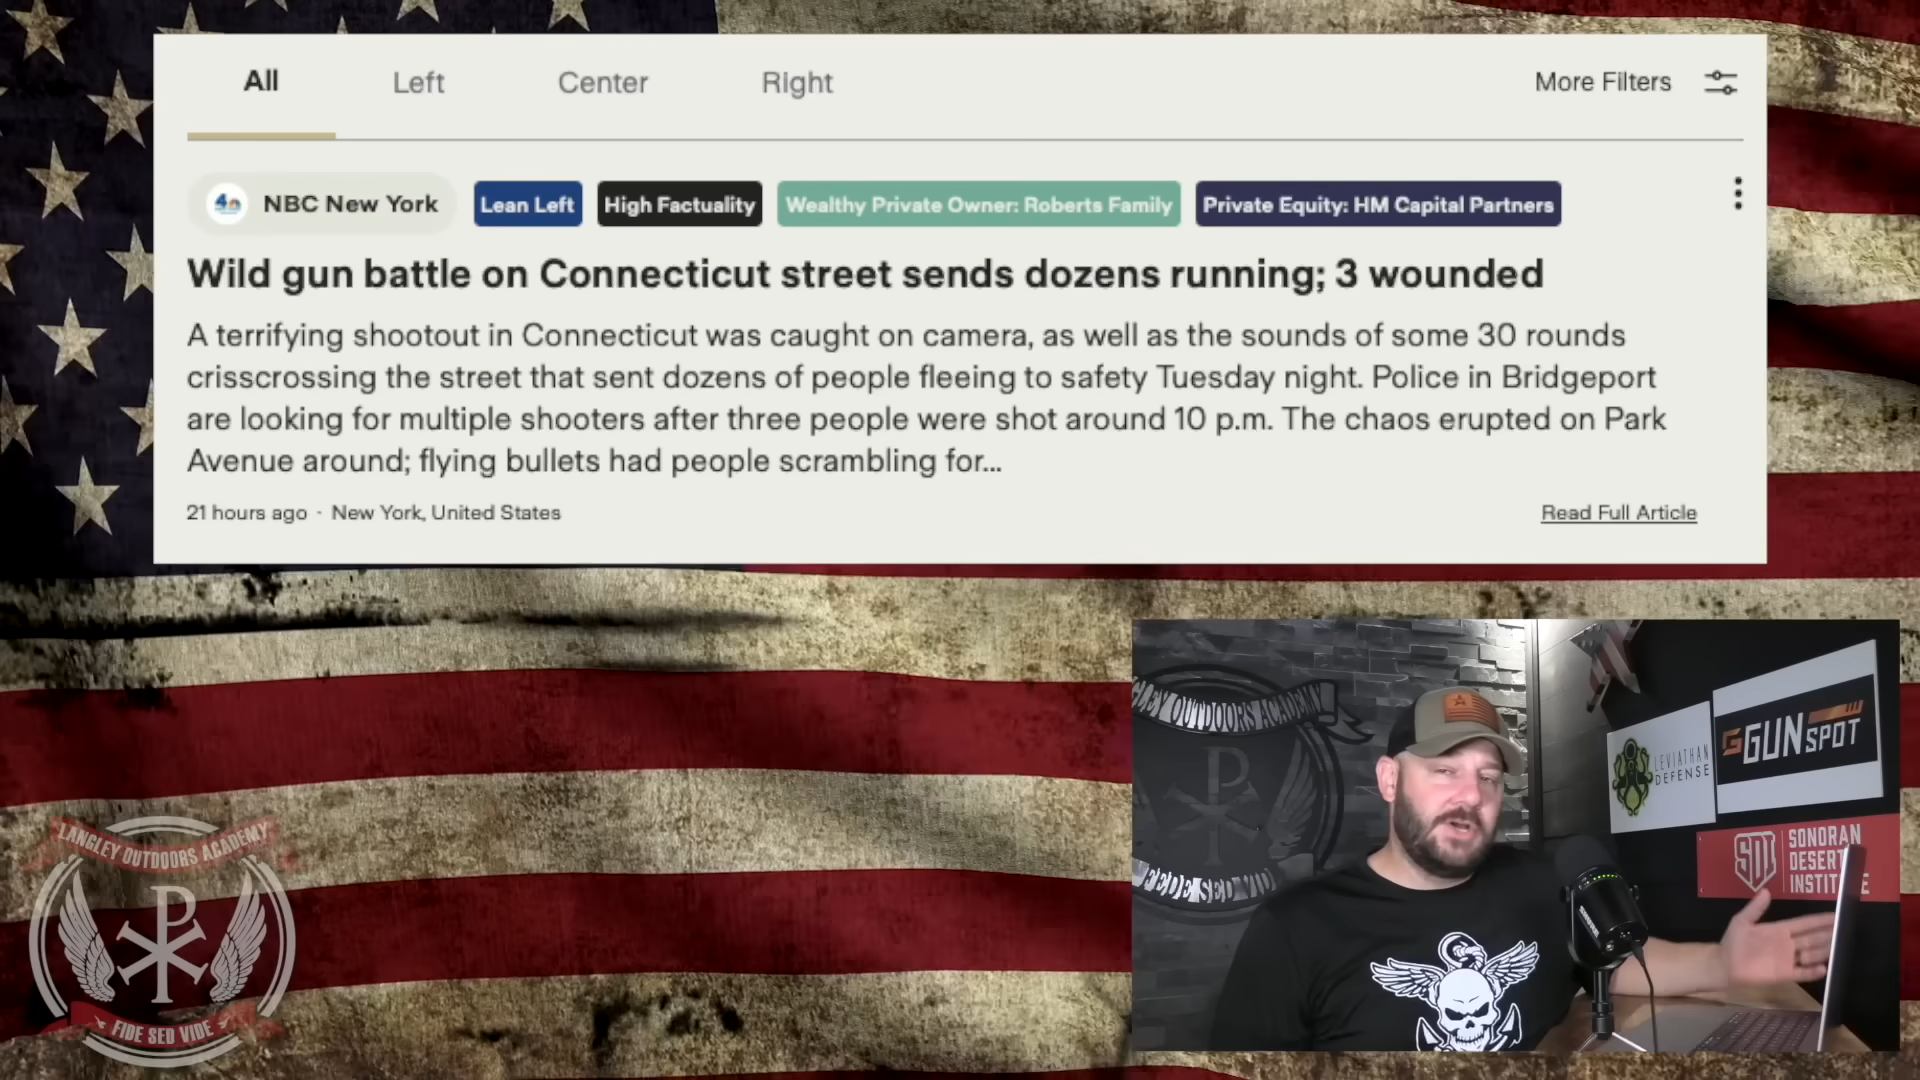 All
Left
Center
Right
More Filters
NBC New York
Lean Left
High Factuality
Wealthy Private Owner: Roberts Family
Private Equity: HM Capital Partners
Wild gun battle on Connecticut street sends dozens running; 3 wounded
A terrifying shootout in Connecticut was caught on camera, as well as the sounds of some 30 rounds
crisscrossing the street that sent dozens of people fleeing to safety Tuesday night. Police in Bridgeport
are looking for multiple shooters after three people were shot around 10 p.m. The chaos erupted on Park
Avenue around; flying bullets had people scrambling for...
21 hours ago · New York, United States
Read Full Article
LANGLEY OUTDOORS ACADEMY
FIDE SED VIDE
OUTDOORS ACADEMY
SED
LEVIATHAN
DEFENSE
GUNSPOT
SDI
SONORAN
DESERT